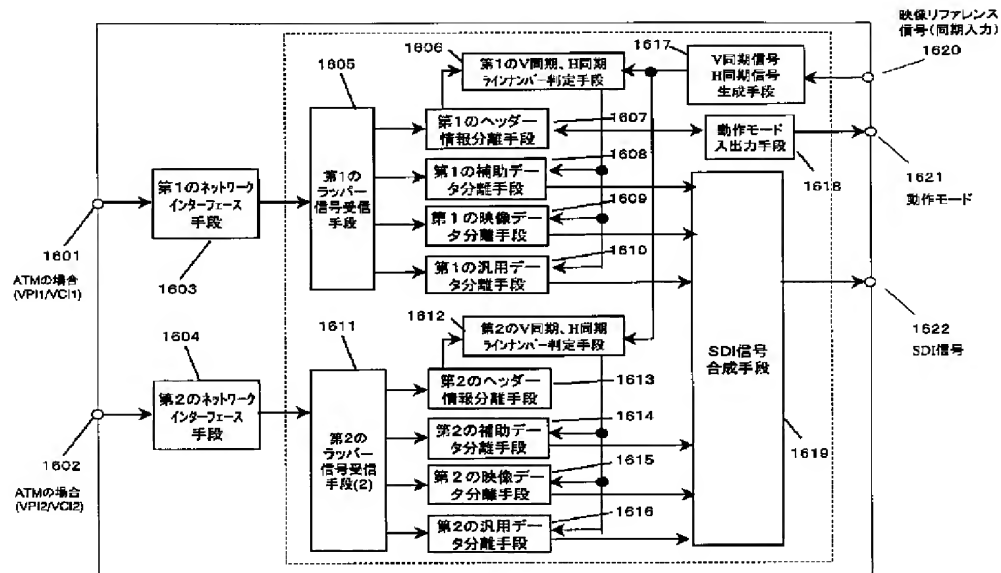 映像リファレンス
信号(同期入力)
1620
1606
1617
1605
第1のV同期、H同期
ラインナンバー判定手段
V同期信号
H同期信号
生成手段
第1のヘッダー
情報分離手段
1607
動作モード
入出力手段
1608
1618
第1の補助デー
タ分離手段
1621
動作モード
第1の
ラッパー
信号受信
手段
第1のネットワーク
インターフェース
手段
1609
第1の映像デー
タ分離手段
1601
ATMの場合
(VPI1/VCI1)
1603
1610
第1の汎用デー
タ分離手段
1612
第2のV同期、H同期
ラインナンバー判定手段
1622
SDI信号
1604
1611
SDI信号
合成手段
第2のヘッダー
情報分離手段
1613
第2のネットワーク
インターフェース
手段
1614
第2の補助デー
タ分離手段
1602
ATMの場合
(VPI2/VCI2)
第2の
ラッパー
信号受信
手段(2)
1615
1619
第2の映像デー
タ分離手段
1616
第2の汎用デー
タ分離手段